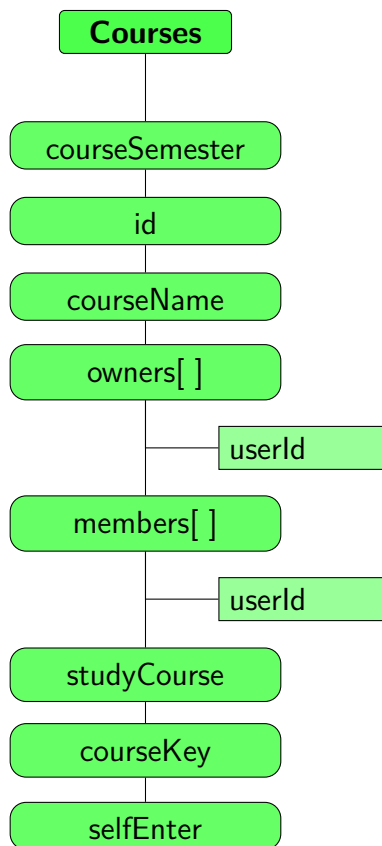 Courses
courseSemester
id
courseName
owners[ ]
userId
members[ ]
userId
studyCourse
courseKey
selfEnter